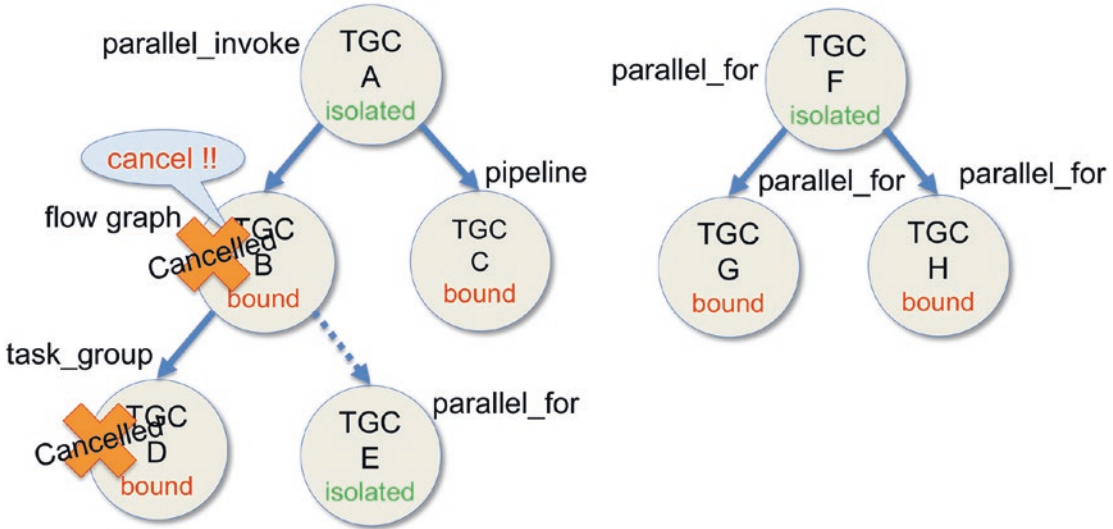 parallel_invoke
TGC
A
isolated
cancel !!
flow graph
TGC
B
bound
Cancelled
pipeline
TGC
C
bound
task_group
TGC
D
bound
Cancelled
parallel_for
TGC
E
isolated
parallel_for
TGC
F
isolated
parallel_for
TGC
G
bound
parallel_for
TGC
H
bound